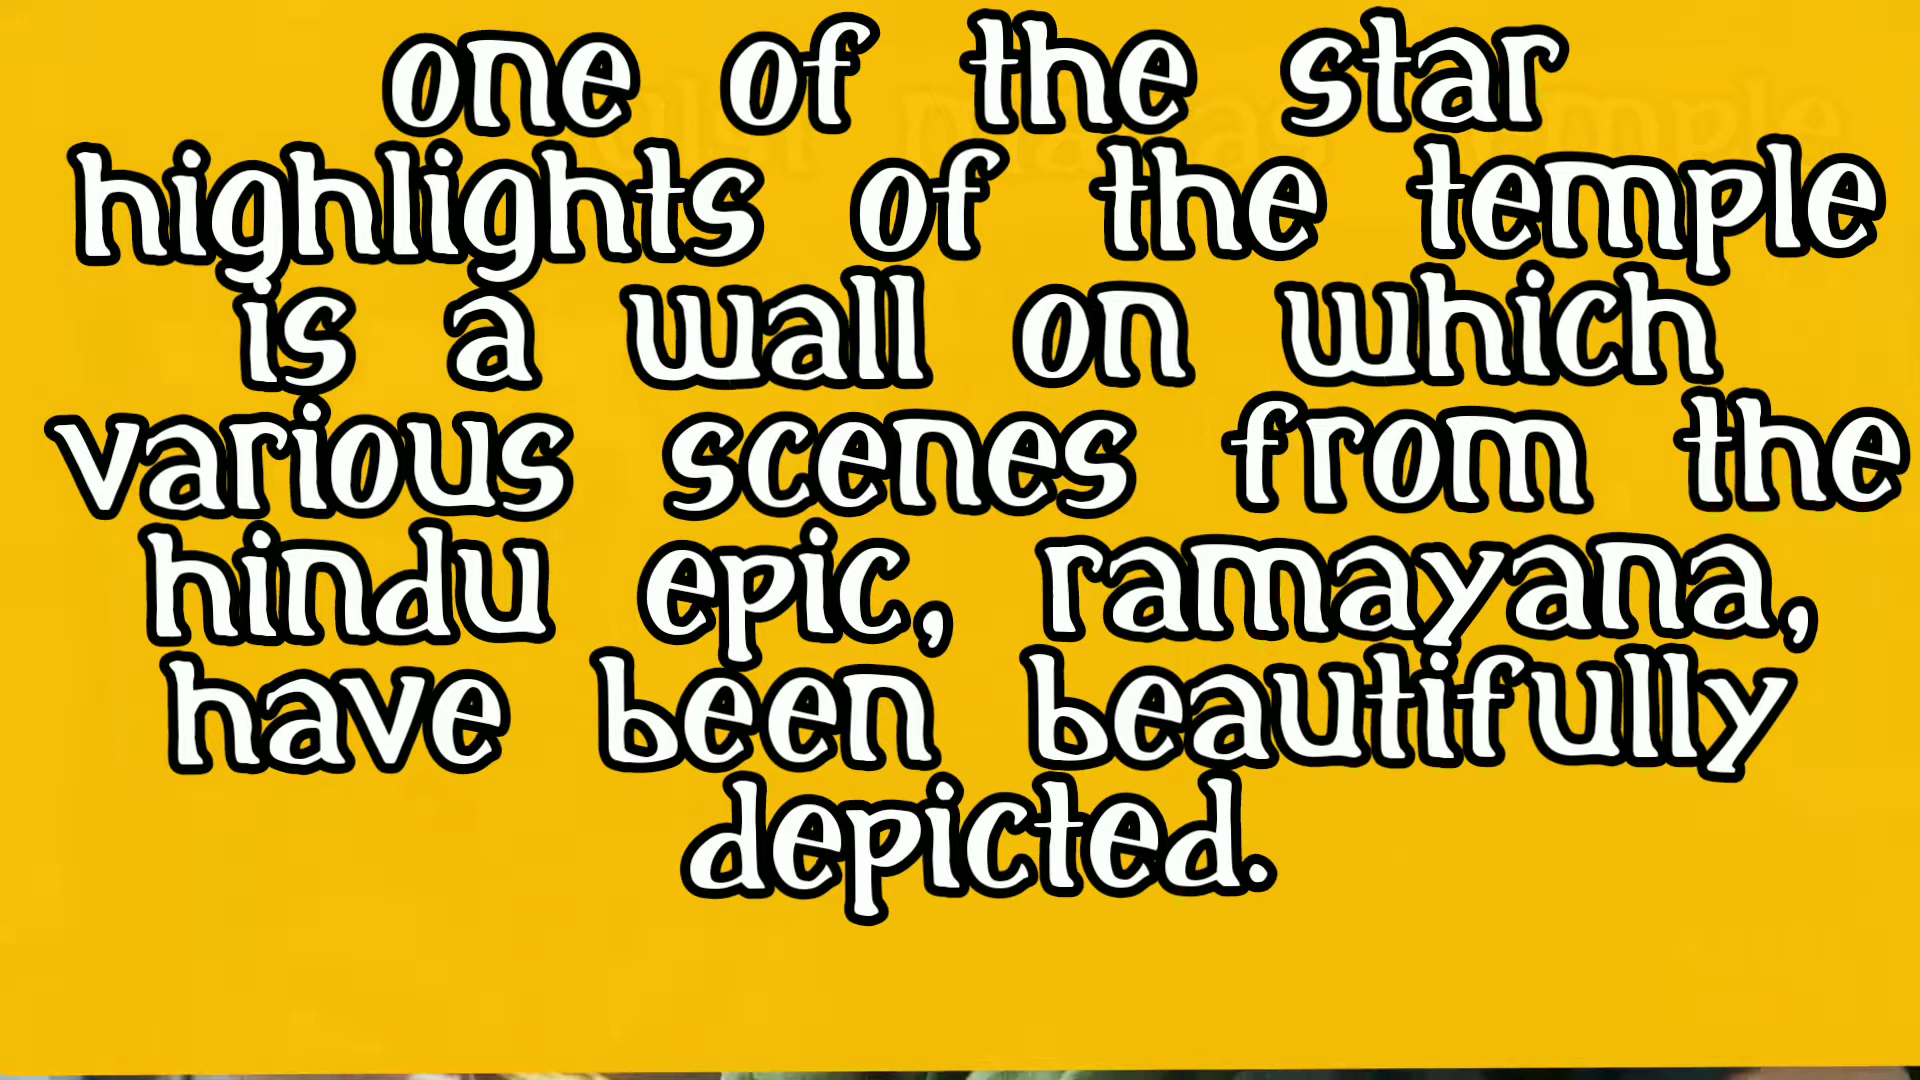 one of the star
highlights of the temple
is a wall on which
various scenes from the
hindu epic, ramayana,
have been beautifully
depicted.